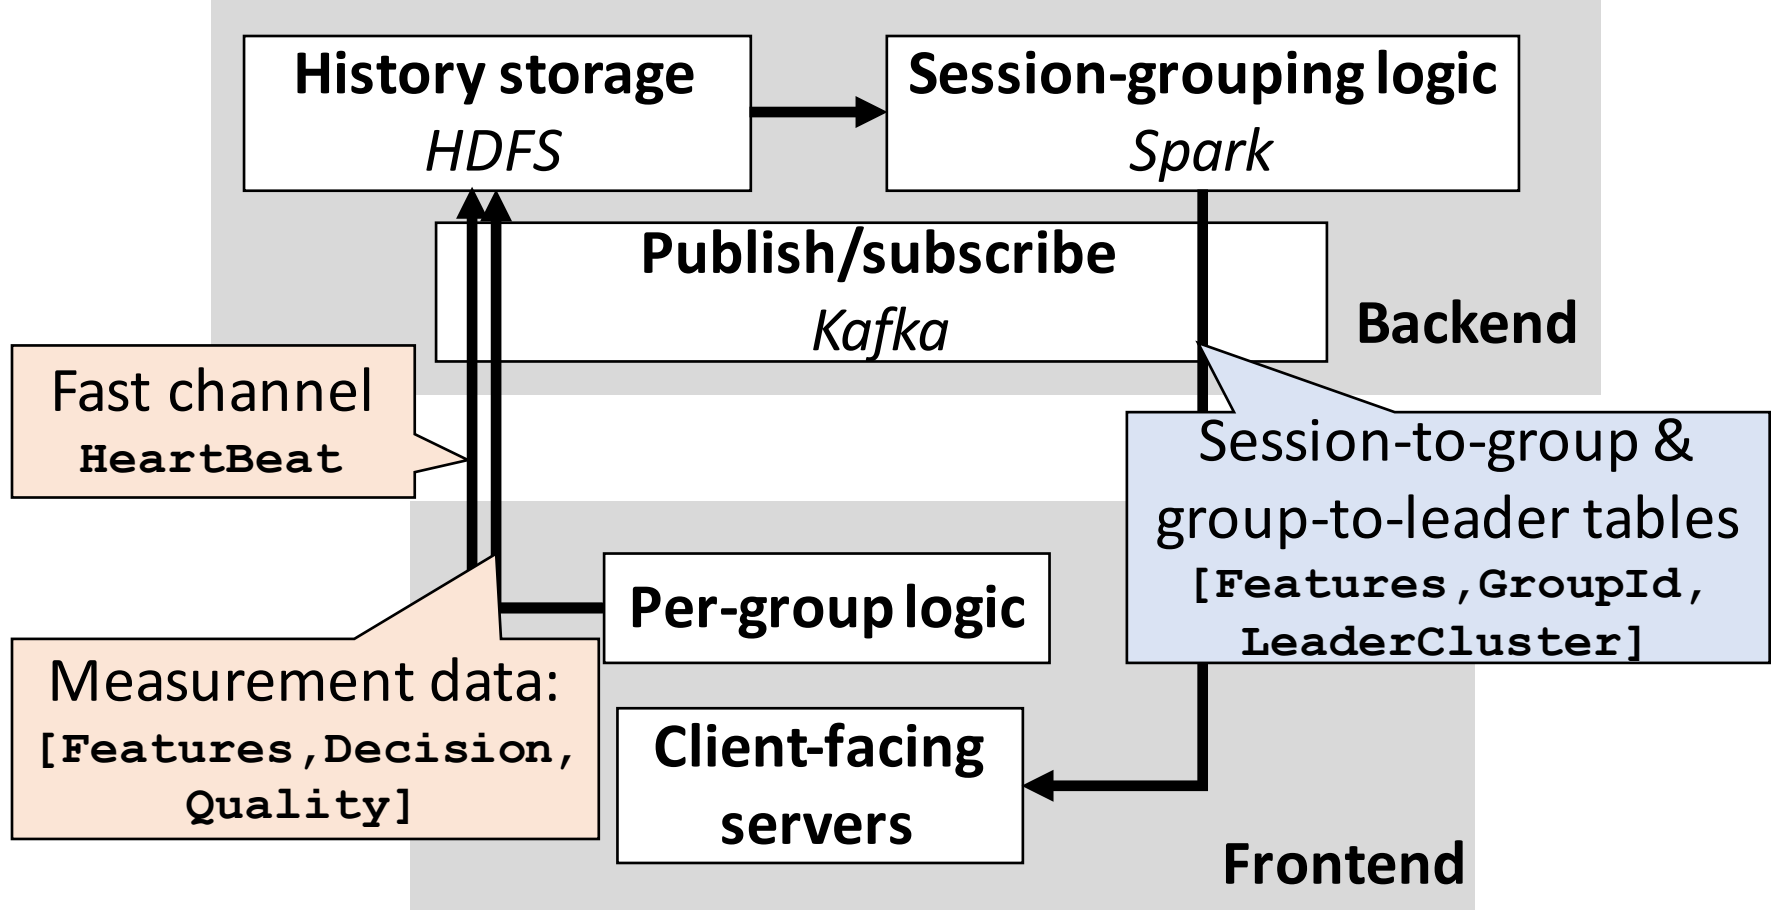 History storage
HDFS
Session-grouping logic
Spark
Publish/subscribe
Kafka
Backend
Fast channel
HeartBeat
Session-to-group &
group-to-leader tables
[Features,GroupId,
LeaderCluster]
Per-group logic
Measurement data:
[Features,Decision,
Quality]
Client-facing
servers
Frontend